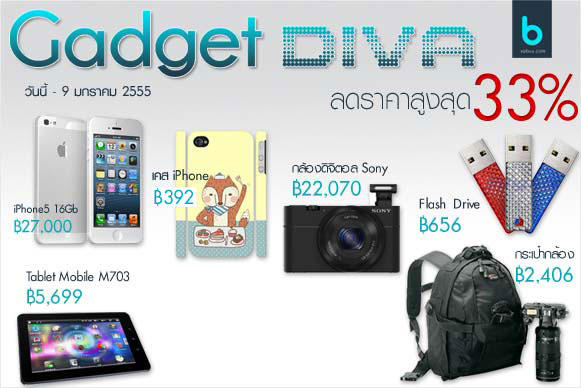 Gadget DIVA
b
วันนี้ - 9 มกราคม 2555
ลดราคาสูงสุด 33%
iPhone5 16Gb
฿27,000
เคส iPhone
฿392
กล้องดิจิตอล Sony
฿22,070
SONY
Flash Drive
฿656
กระเป๋ากล้อง
฿2,406
Tablet Mobile M703
฿5,699